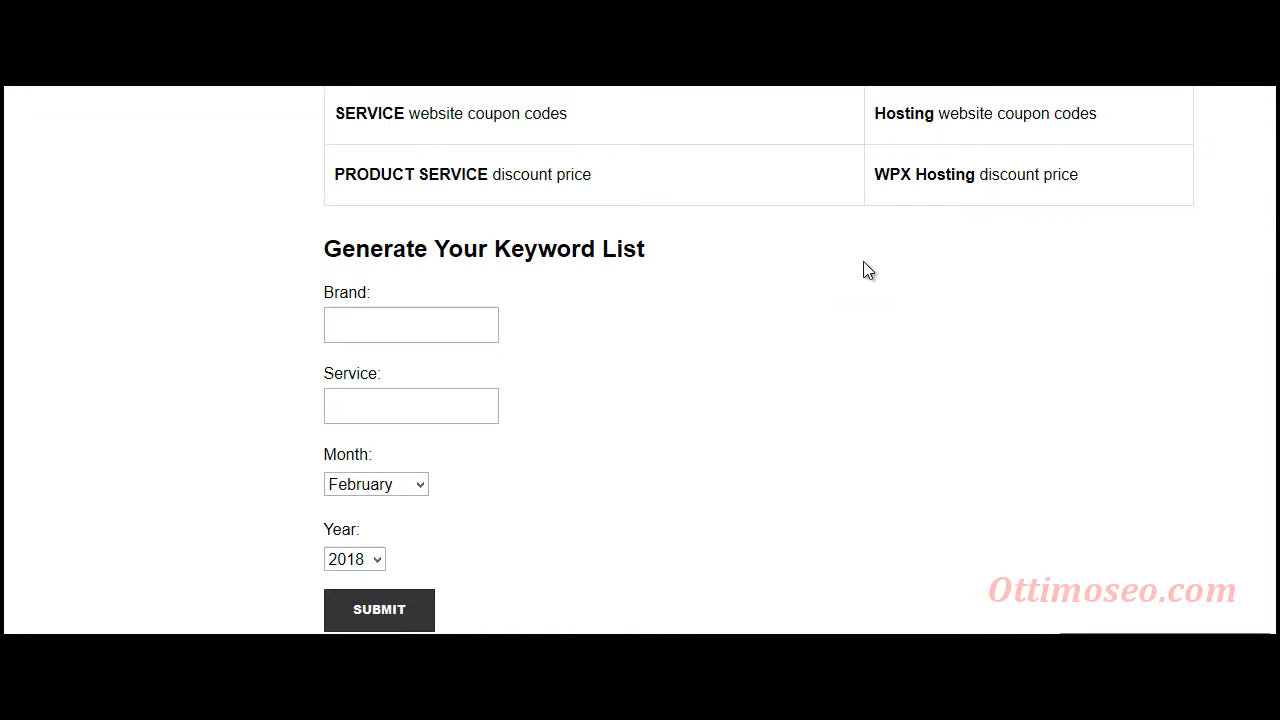 SERVICE website coupon codes
Hosting website coupon codes
PRODUCT SERVICE discount price
WPX Hosting discount price
Generate Your Keyword List
Brand:
Service:
Month:
February
Year:
2018
SUBMIT
Ottimoseo.com